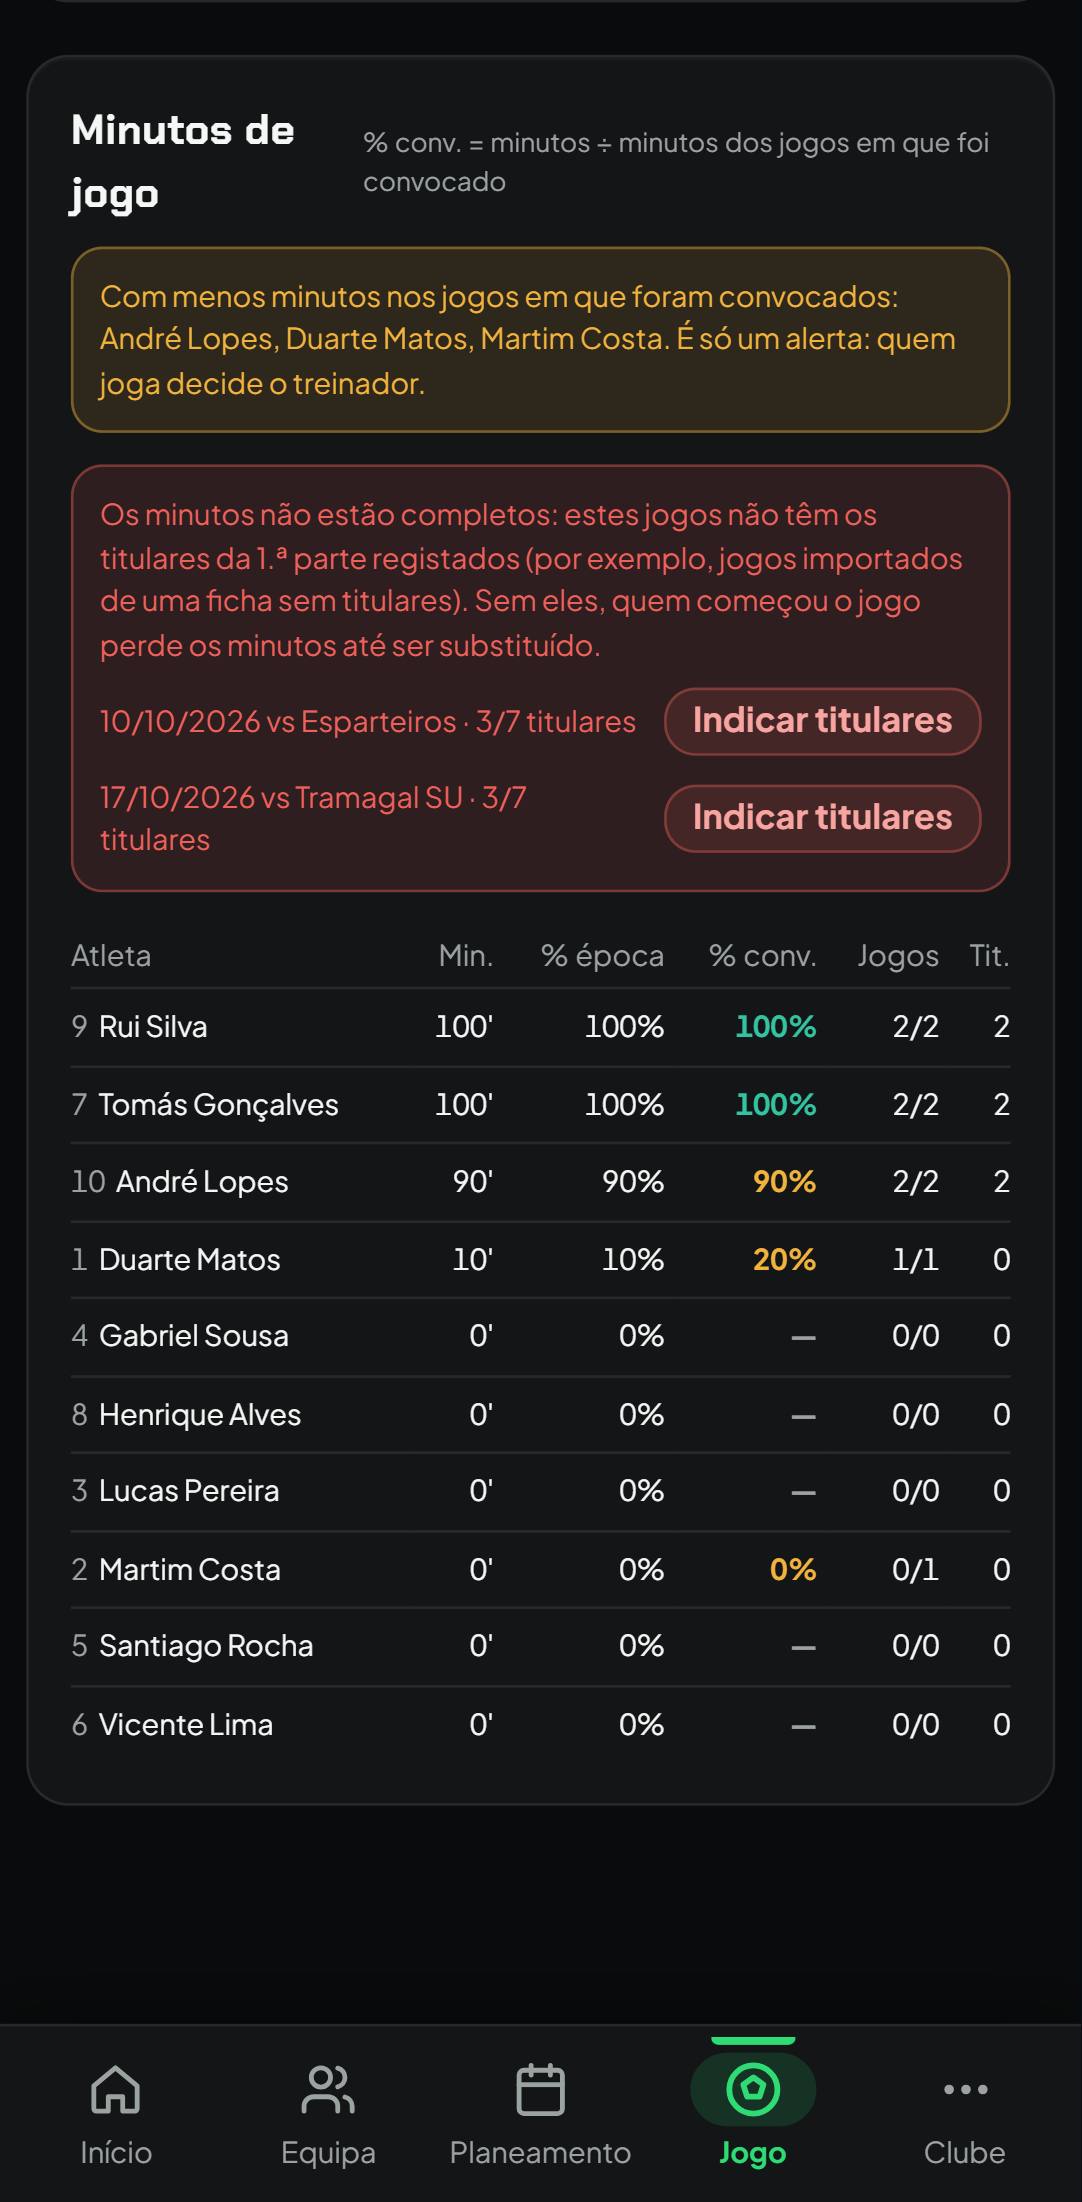 Minutos de jogo
% conv. = minutos ÷ minutos dos jogos em que foi
convocado
Com menos minutos nos jogos em que foram convocados:
André Lopes, Duarte Matos, Martim Costa. É só um alerta: quem
joga decide o treinador.
Os minutos não estão completos: estes jogos não têm os
titulares da 1.ª parte registados (por exemplo, jogos importados
de uma ficha sem titulares). Sem eles, quem começou o jogo
perde os minutos até ser substituído.
10/10/2026 vs Esparteiros · 3/7 titulares Indicar titulares
17/10/2026 vs Tramagal SU · 3/7
titulares
Indicar titulares
Atleta Min. % época % conv. Jogos Tit.
9 Rui Silva 100' 100% 100% 2/2 2
7 Tomás Gonçalves 100' 100% 100% 2/2 2
10 André Lopes 90' 90% 90% 2/2 2
1 Duarte Matos 10' 10% 20% 1/1 0
4 Gabriel Sousa 0' 0% — 0/0 0
8 Henrique Alves 0' 0% — 0/0 0
3 Lucas Pereira 0' 0% — 0/0 0
2 Martim Costa 0' 0% 0% 0/1 0
5 Santiago Rocha 0' 0% — 0/0 0
6 Vicente Lima 0' 0% — 0/0 0
Início Equipa Planeamento Jogo Clube